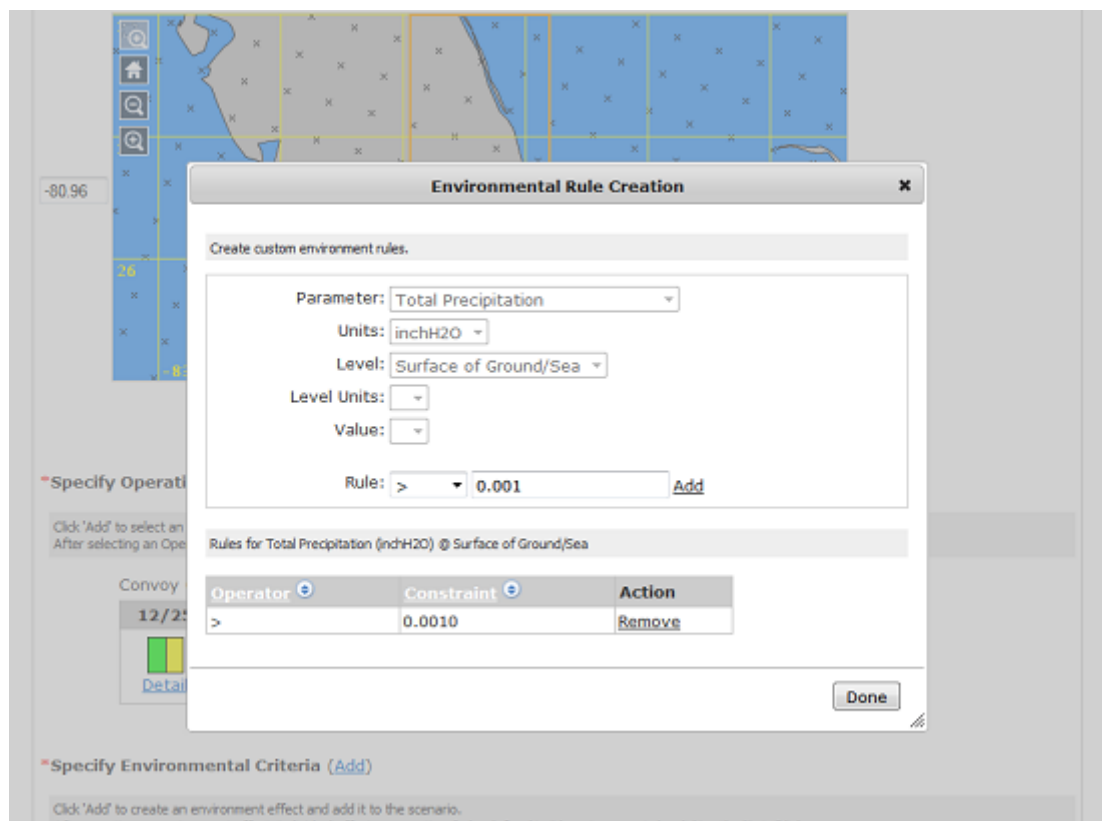 -80.96
Environmental Rule Creation
Create custom environment rules.
26
Parameter: Total Precipitation
Units: inchH2O
Level: Surface of Ground/Sea
Level Units:
Value:
Rule: > 0.001 Add
*Specify Operati
Click 'Add' to select an
After selecting an Ope
Rules for Total Precipitation (inchH2O) @ Surface of Ground/Sea
Convoy
Operator Constraint Action
12/25
> 0.0010 Remove
Detail
Done
*Specify Environmental Criteria (Add)
Click 'Add' to create an environment effect and add it to the scenario.